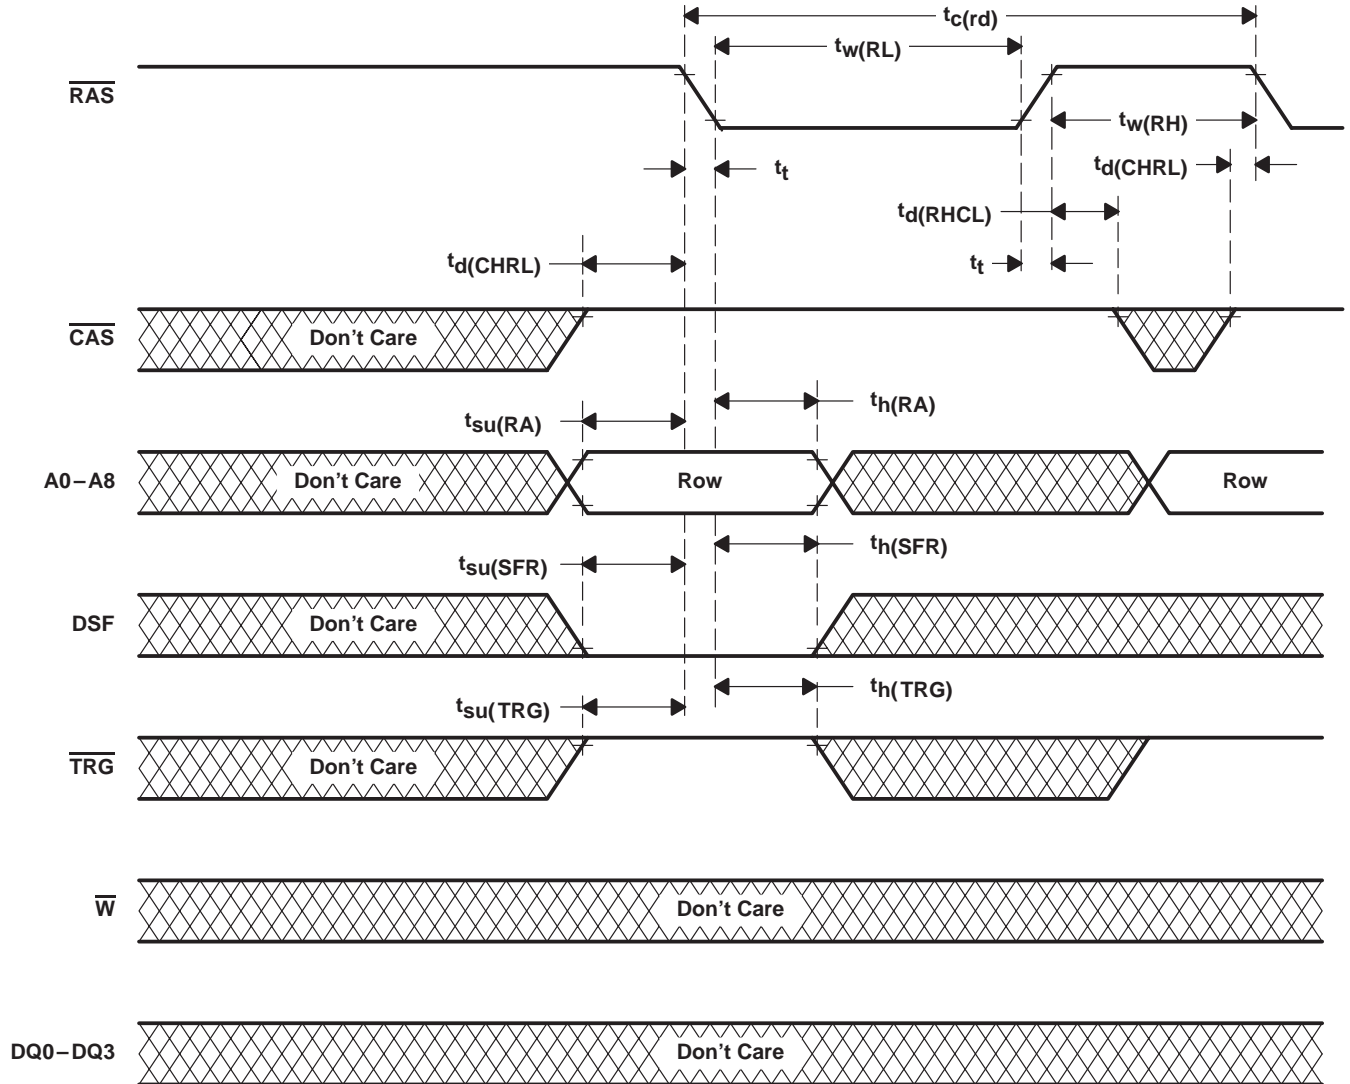 tc(rd)
tw(RL)
RAS
tw(RH)
tt
td(CHRL)
td(RHCL)
td(CHRL)
tt
CAS
Don't Care
th(RA)
tsu(RA)
A0–A8
Don't Care
Row
Row
th(SFR)
tsu(SFR)
DSF
Don't Care
th(TRG)
tsu(TRG)
TRG
Don't Care
W
Don't Care
DQ0–DQ3
Don't Care